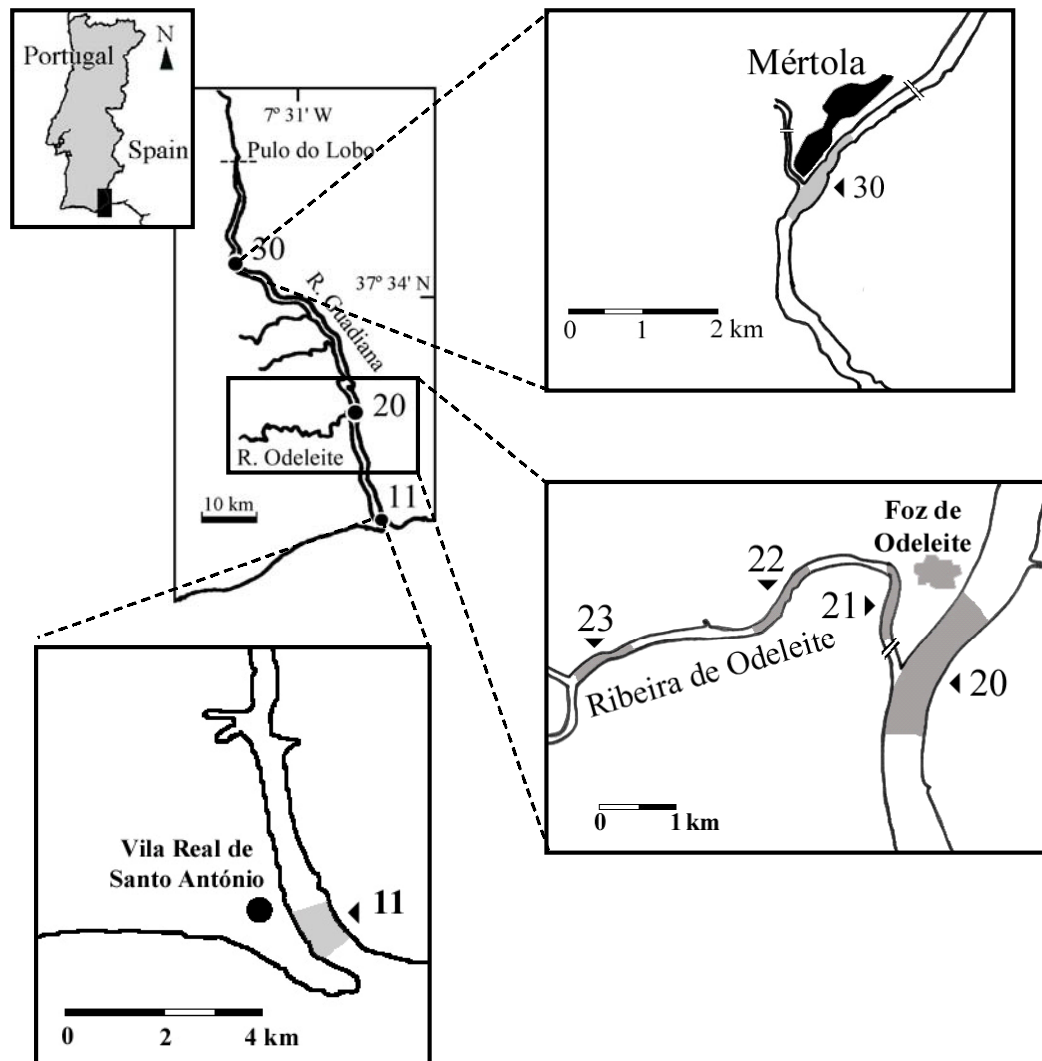 Portugal
N
Spain
7º 31' W
Pulo do Lobo
30
37º 34' N
R. Guadiana
20
R. Odeleite
10 km
11
Mértola
30
0 1 2 km
Foz de
Odeleite
22
21
23
Ribeira de Odeleite
20
0 1 km
Vila Real de
Santo António
11
0 2 4 km